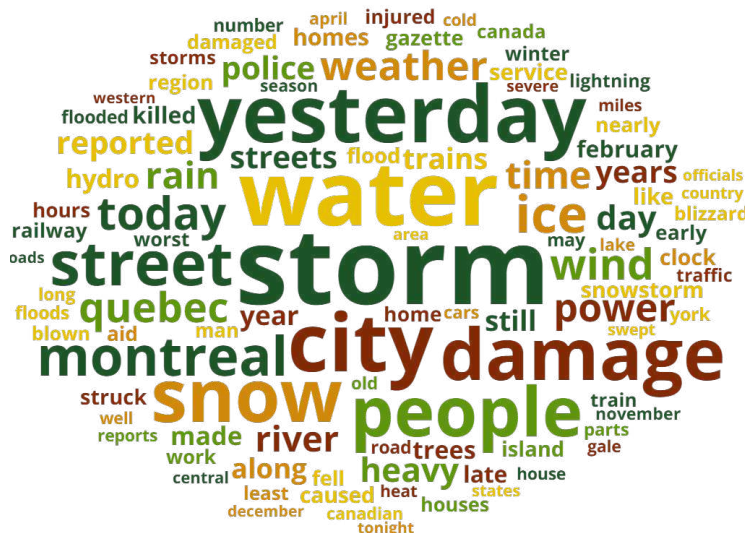 april injured cold
number homes gazette canada
damaged
storms police weather winter
region season service lightning
western severe
flooded killed yesterday miles
reported streets flood trains nearly
february
hydro rain water time years officials
like country
hours today ice day blizzard
railway worst area may lake early
oads street storm wind clock
traffic
long quebec snowstorm
floods year home cars still power york
blown aid man swept
montreal city damage
struck snow old people train
well november
reports made river road trees island parts
work gale
central along heavy late house
least fell heat states
caused houses
december canadian
tonight